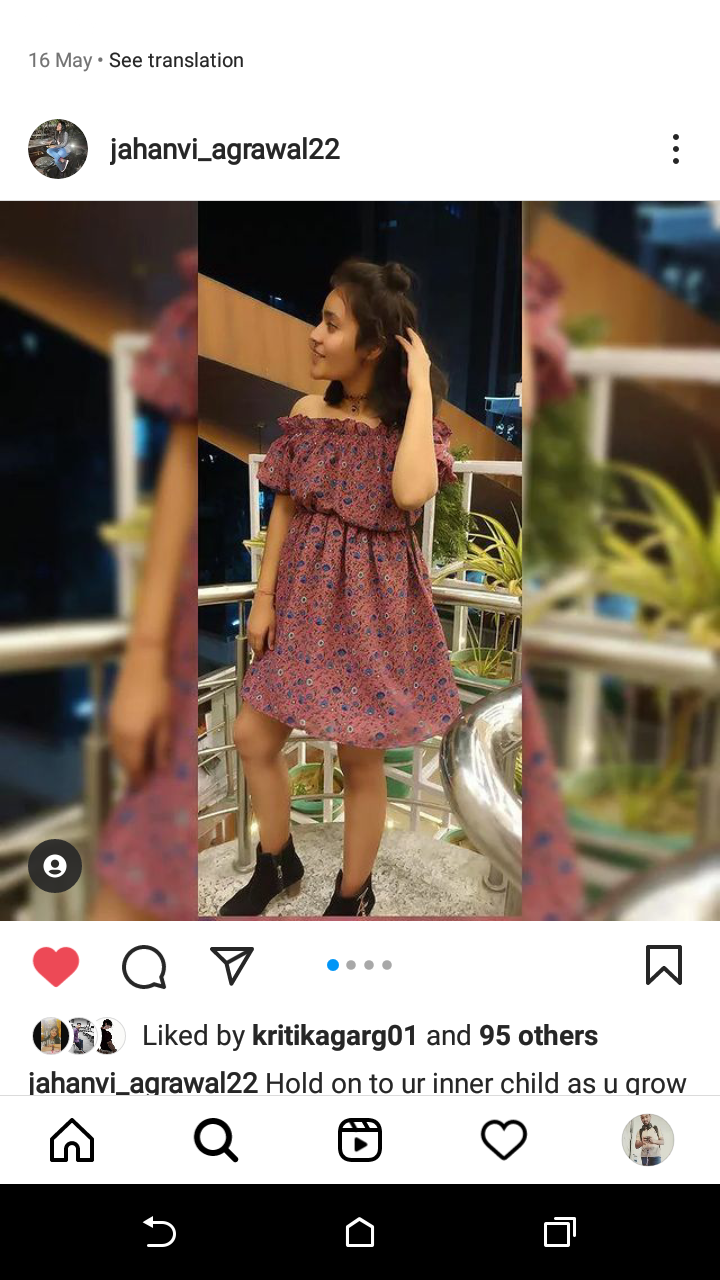 16 May • See translation
jahanvi_agrawal22
Liked by kritikagarg01 and 95 others
jahanvi_agrawal22 Hold on to ur inner child as u grow